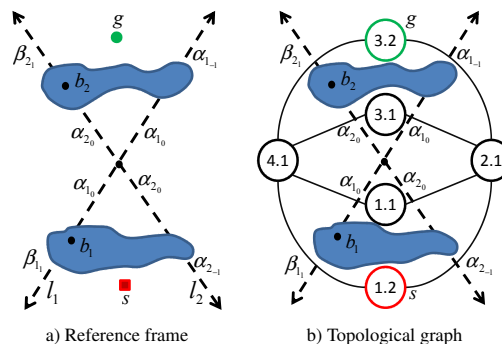 g
β₂₁
α₁₋₁
b₂
α₂₀
α₁₀
α₁₀
α₂₀
b₁
β₁₁
α₂₋₁
l₁
s
l₂
a) Reference frame
g
3.2
β₂₁
α₁₋₁
b₂
3.1
α₂₀
α₁₀
4.1
2.1
α₁₀
α₂₀
1.1
b₁
β₁₁
α₂₋₁
1.2
s
b) Topological graph